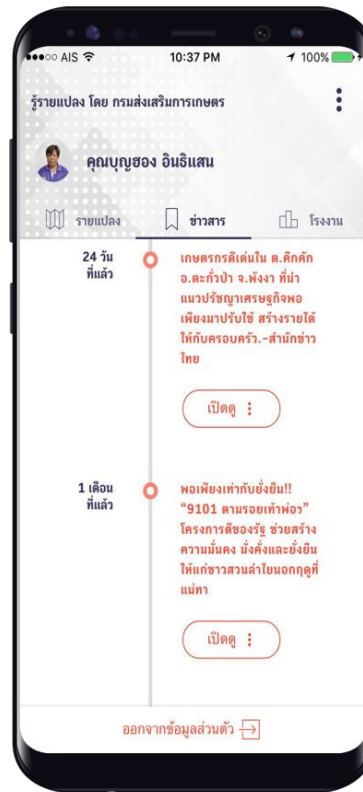 ●●●○○ AIS 10:37 PM 100%
รู้รายแปลง โดย กรมส่งเสริมการเกษตร
คุณบุญฮอง อินธิแสน
รายแปลง ข่าวสาร โรงงาน
24 วัน
ที่แล้ว
เกษตรกรดีเด่นใน ต.คึกคัก
อ.ตะกั่วป่า จ.พังงา ที่นำ
แนวปรัชญาเศรษฐกิจพอ
เพียงมาปรับใช้ สร้างรายได้
ให้กับครอบครัว.-สำนักข่าว
ไทย
เปิดดู
1 เดือน
ที่แล้ว
พอเพียงเท่ากับยั่งยืน!!
“9101 ตามรอยเท้าพ่อฯ”
โครงการดีของรัฐ ช่วยสร้าง
ความมั่นคง มั่งคั่งและยั่งยืน
ให้แก่ชาวสวนลำไยนอกฤดูที่
แม่ทา
เปิดดู
ออกจากข้อมูลส่วนตัว